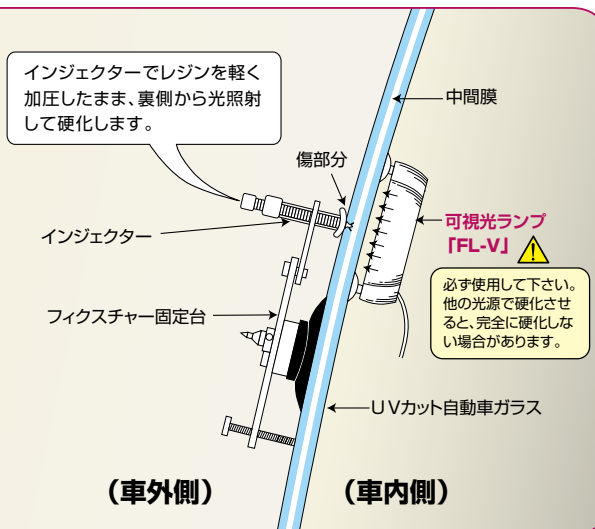 インジェクターでレジンを軽く
加圧したまま、裏側から光照射
して硬化します。
中間膜
傷部分
インジェクター
可視光ランプ
「FL-V」
必ず使用して下さい。
他の光源で硬化させ
ると、完全に硬化しな
い場合があります。
フィクスチャー固定台
UVカット自動車ガラス
（車外側）
（車内側）